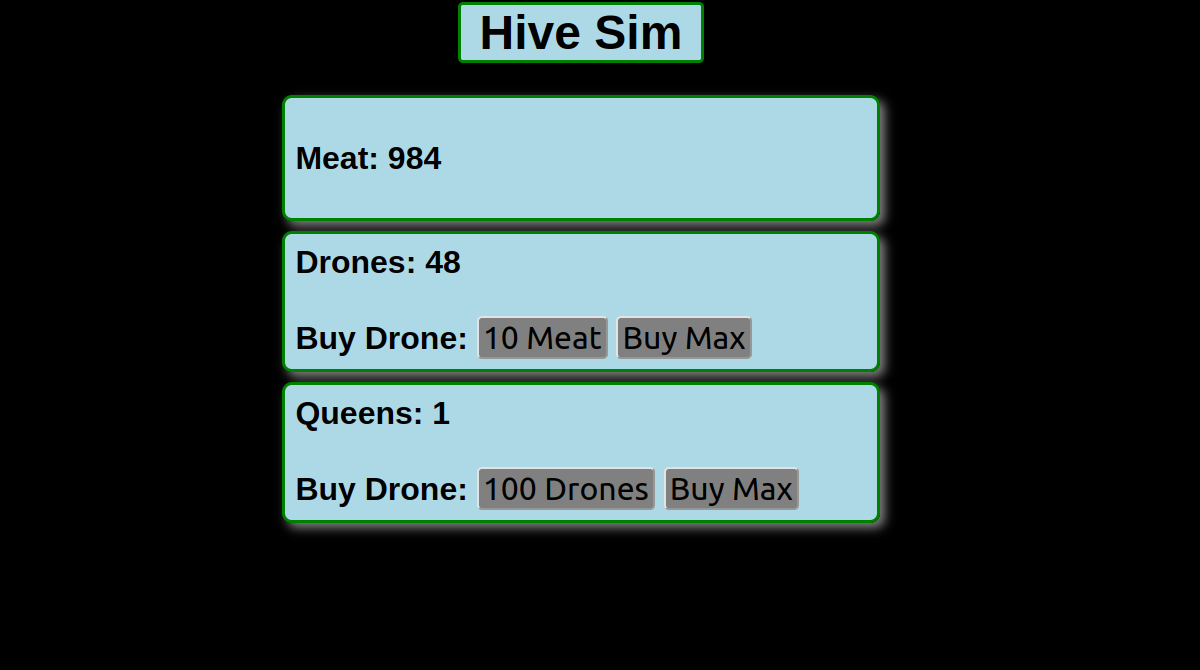 Hive Sim
Meat: 984
Drones: 48
Buy Drone: 10 Meat Buy Max
Queens: 1
Buy Drone: 100 Drones Buy Max